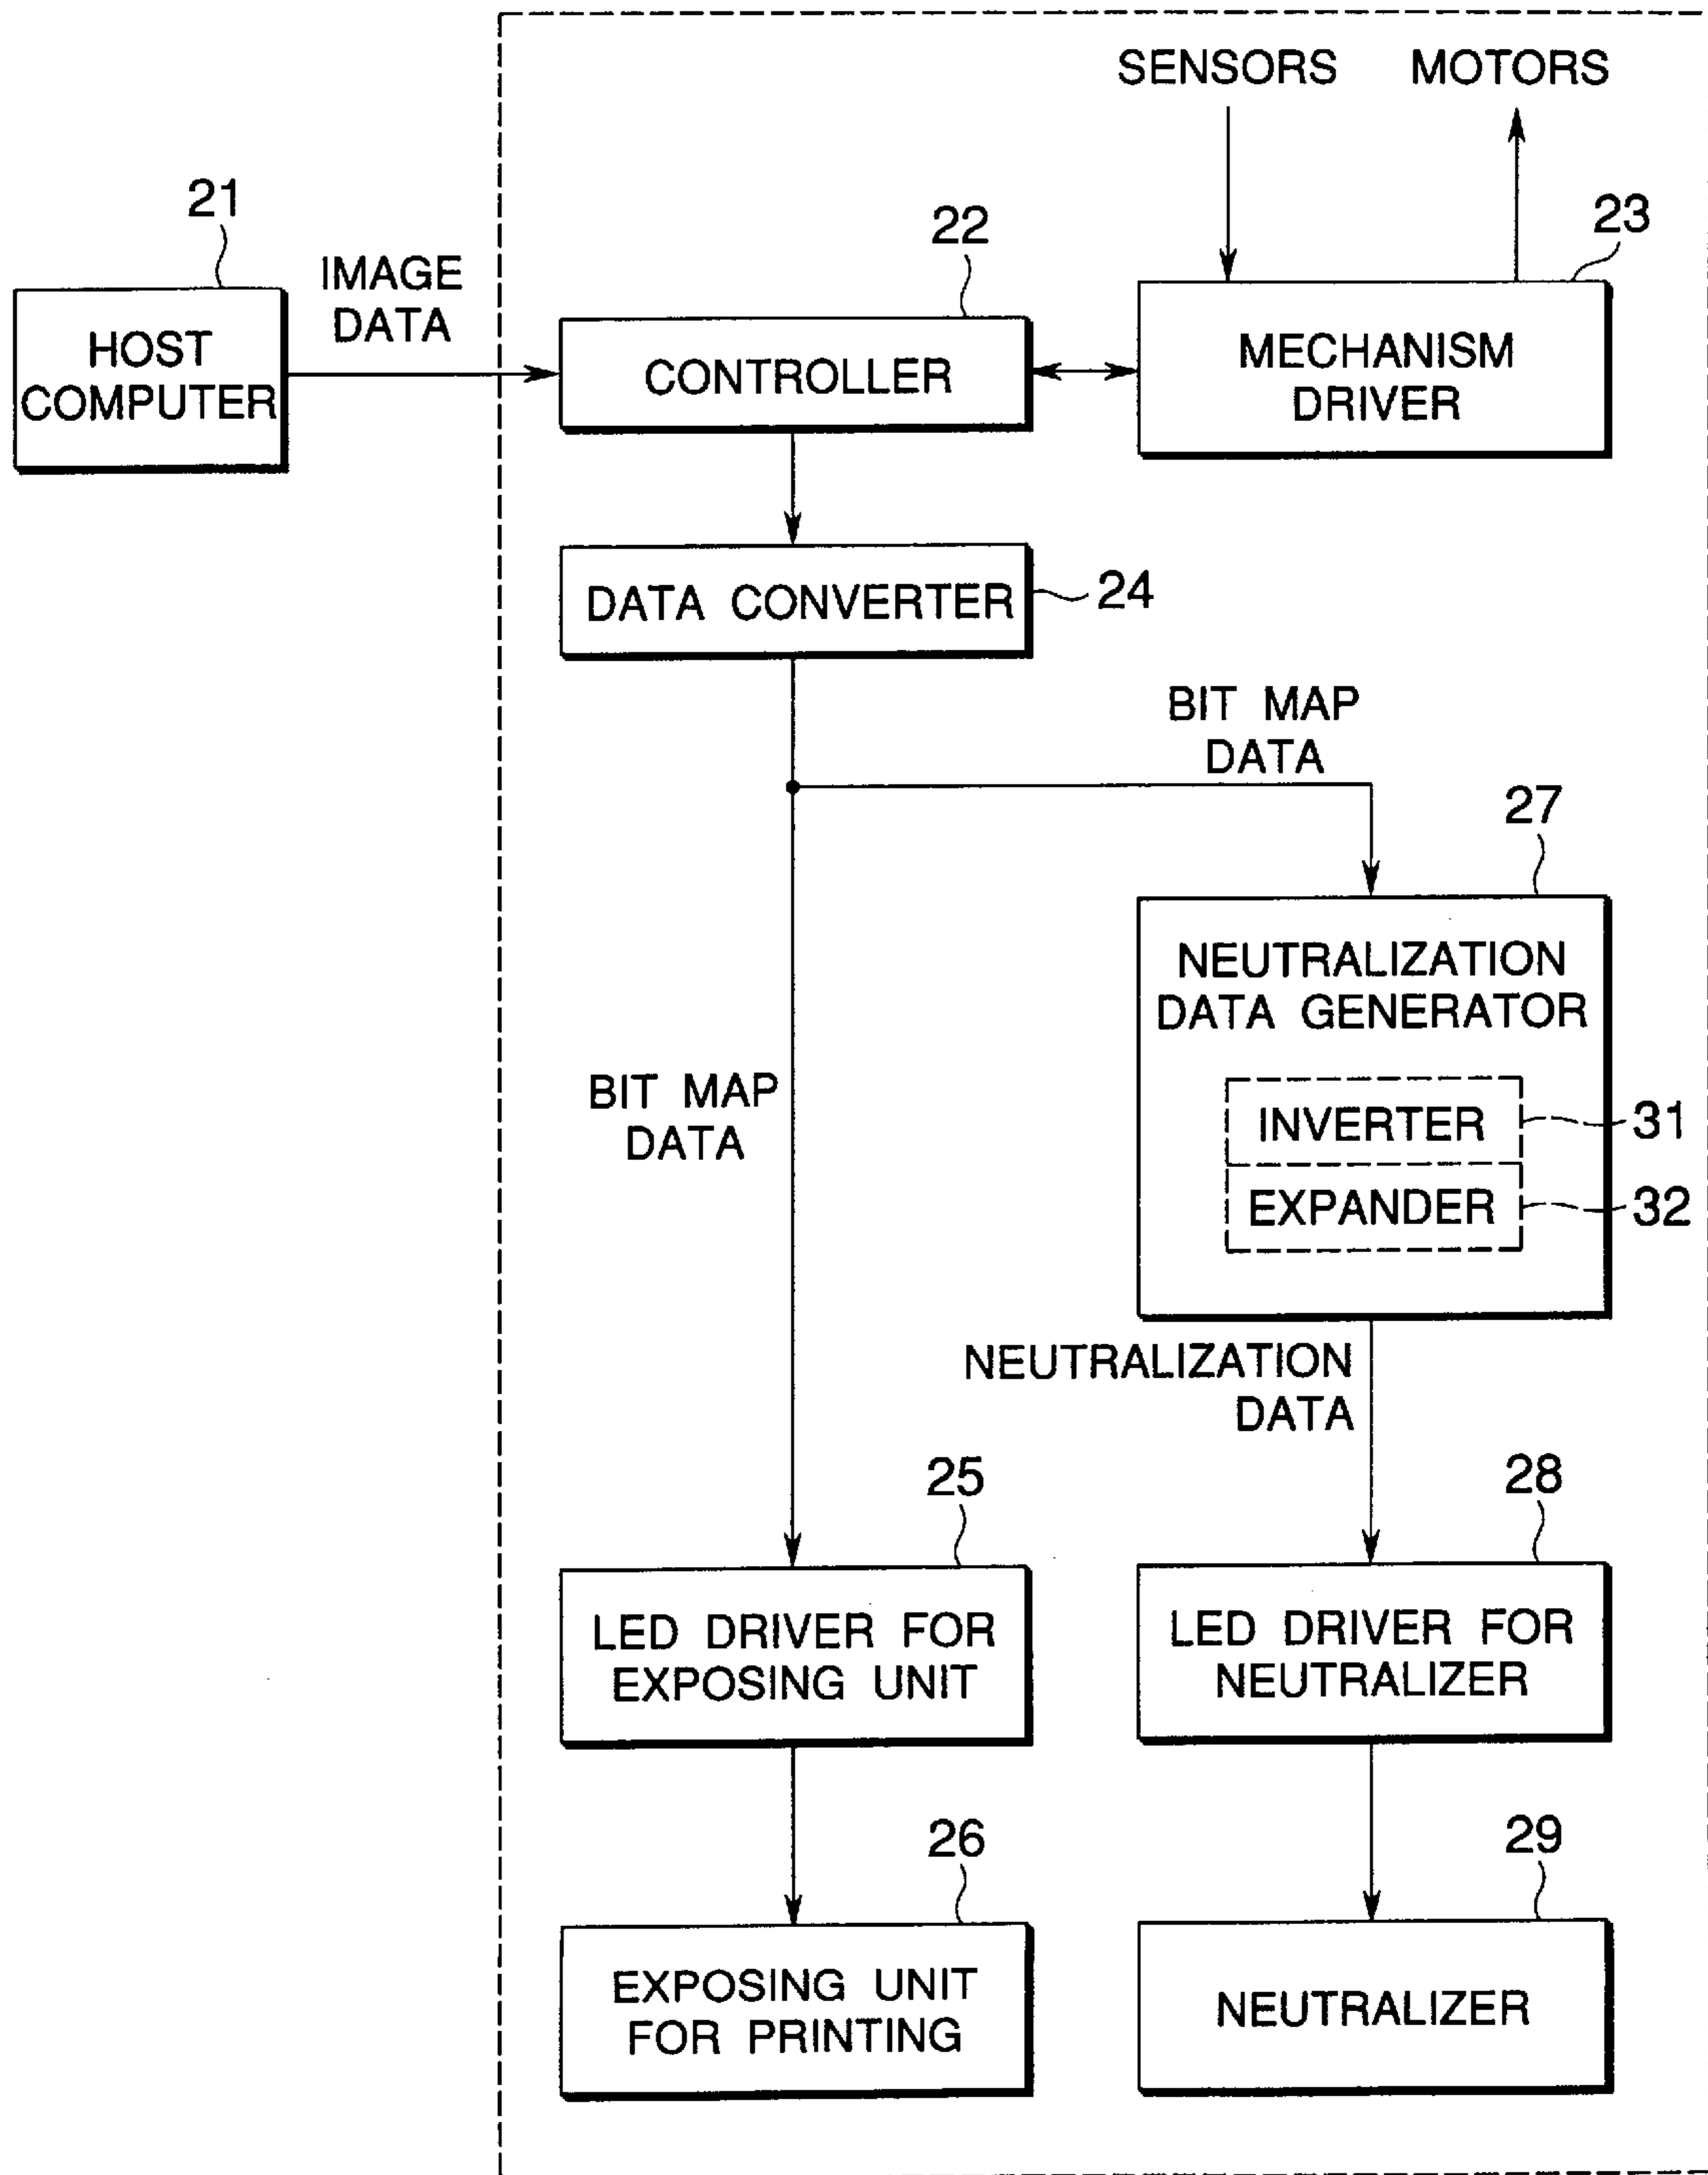 SENSORS
MOTORS
21
IMAGE
DATA
22
23
HOST
COMPUTER
CONTROLLER
MECHANISM
DRIVER
DATA CONVERTER
24
BIT MAP
DATA
27
NEUTRALIZATION
DATA GENERATOR
BIT MAP
DATA
INVERTER
31
EXPANDER
32
NEUTRALIZATION
DATA
25
28
LED DRIVER FOR
EXPOSING UNIT
LED DRIVER FOR
NEUTRALIZER
26
29
EXPOSING UNIT
FOR PRINTING
NEUTRALIZER